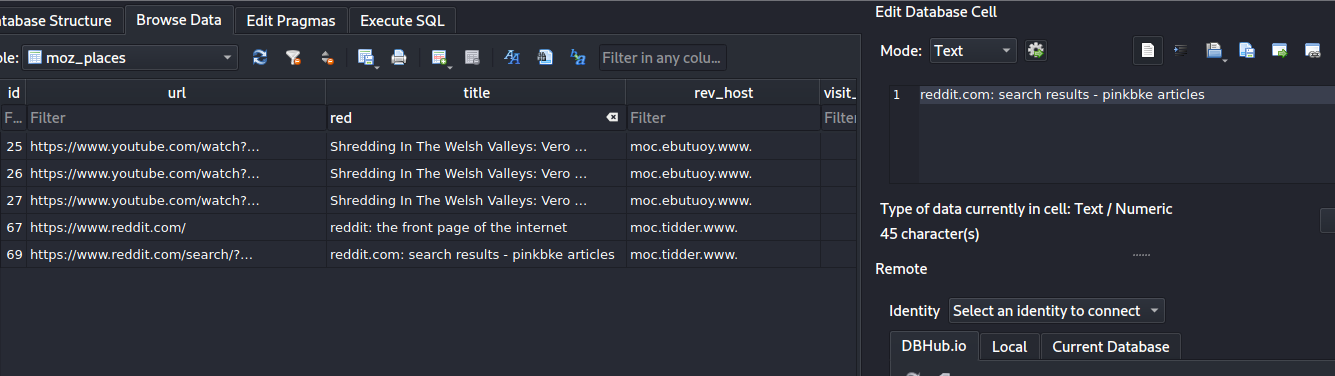 atabase Structure Browse Data Edit Pragmas Execute SQL
Edit Database Cell
ole: moz_places Filter in any colu...
Mode: Text
id url title rev_host visit_
F... Filter red Filter Filter
25 https://www.youtube.com/watch?... Shredding In The Welsh Valleys: Vero ... moc.ebutuoy.www.
26 https://www.youtube.com/watch?... Shredding In The Welsh Valleys: Vero ... moc.ebutuoy.www.
27 https://www.youtube.com/watch?... Shredding In The Welsh Valleys: Vero ... moc.ebutuoy.www.
67 https://www.reddit.com/ reddit: the front page of the internet moc.tidder.www.
69 https://www.reddit.com/search/?... reddit.com: search results - pinkbke articles moc.tidder.www.
1 reddit.com: search results - pinkbke articles
Type of data currently in cell: Text / Numeric
45 character(s)
Remote
Identity Select an identity to connect
DBHub.io Local Current Database